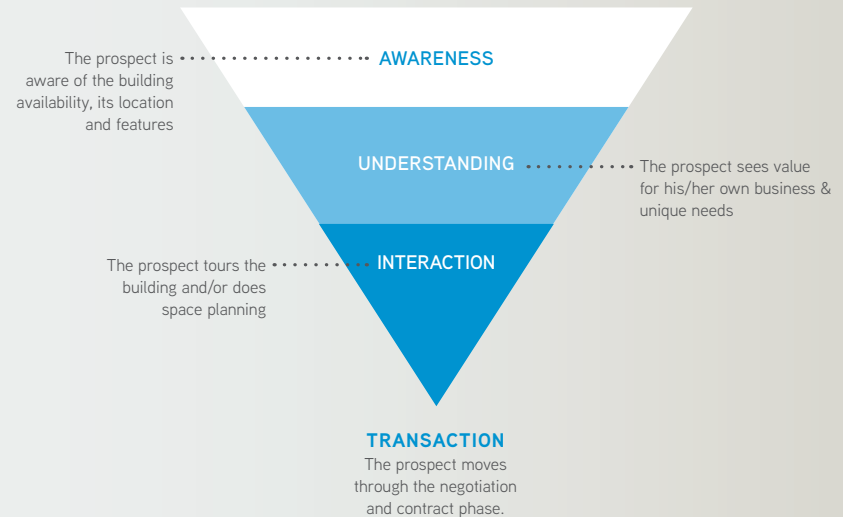 AWARENESS
The prospect is
aware of the building
availability, its location
and features
UNDERSTANDING
The prospect sees value
for his/her own business &
unique needs
INTERACTION
The prospect tours the
building and/or does
space planning
TRANSACTION
The prospect moves
through the negotiation
and contract phase.